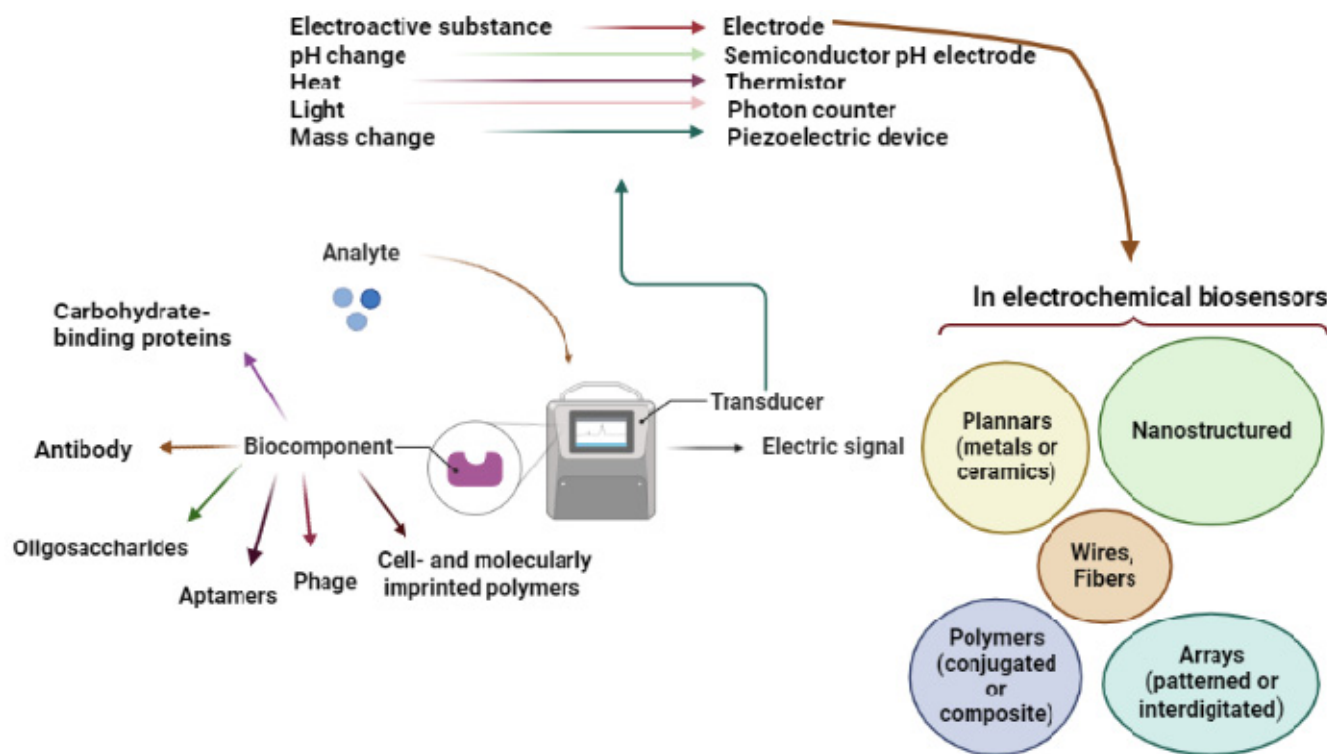 Electroactive substance
Electrode
pH change
Semiconductor pH electrode
Heat
Thermistor
Light
Photon counter
Mass change
Piezoelectric device
Analyte
In electrochemical biosensors
Carbohydrate-
binding proteins
Transducer
Plannars
(metals or
ceramics)
Nanostructured
Antibody
Biocomponent
Electric signal
Oligosaccharides
Aptamers
Phage
Cell- and molecularly
imprinted polymers
Wires,
Fibers
Polymers
(conjugated
or
composite)
Arrays
(patterned or
interdigitated)